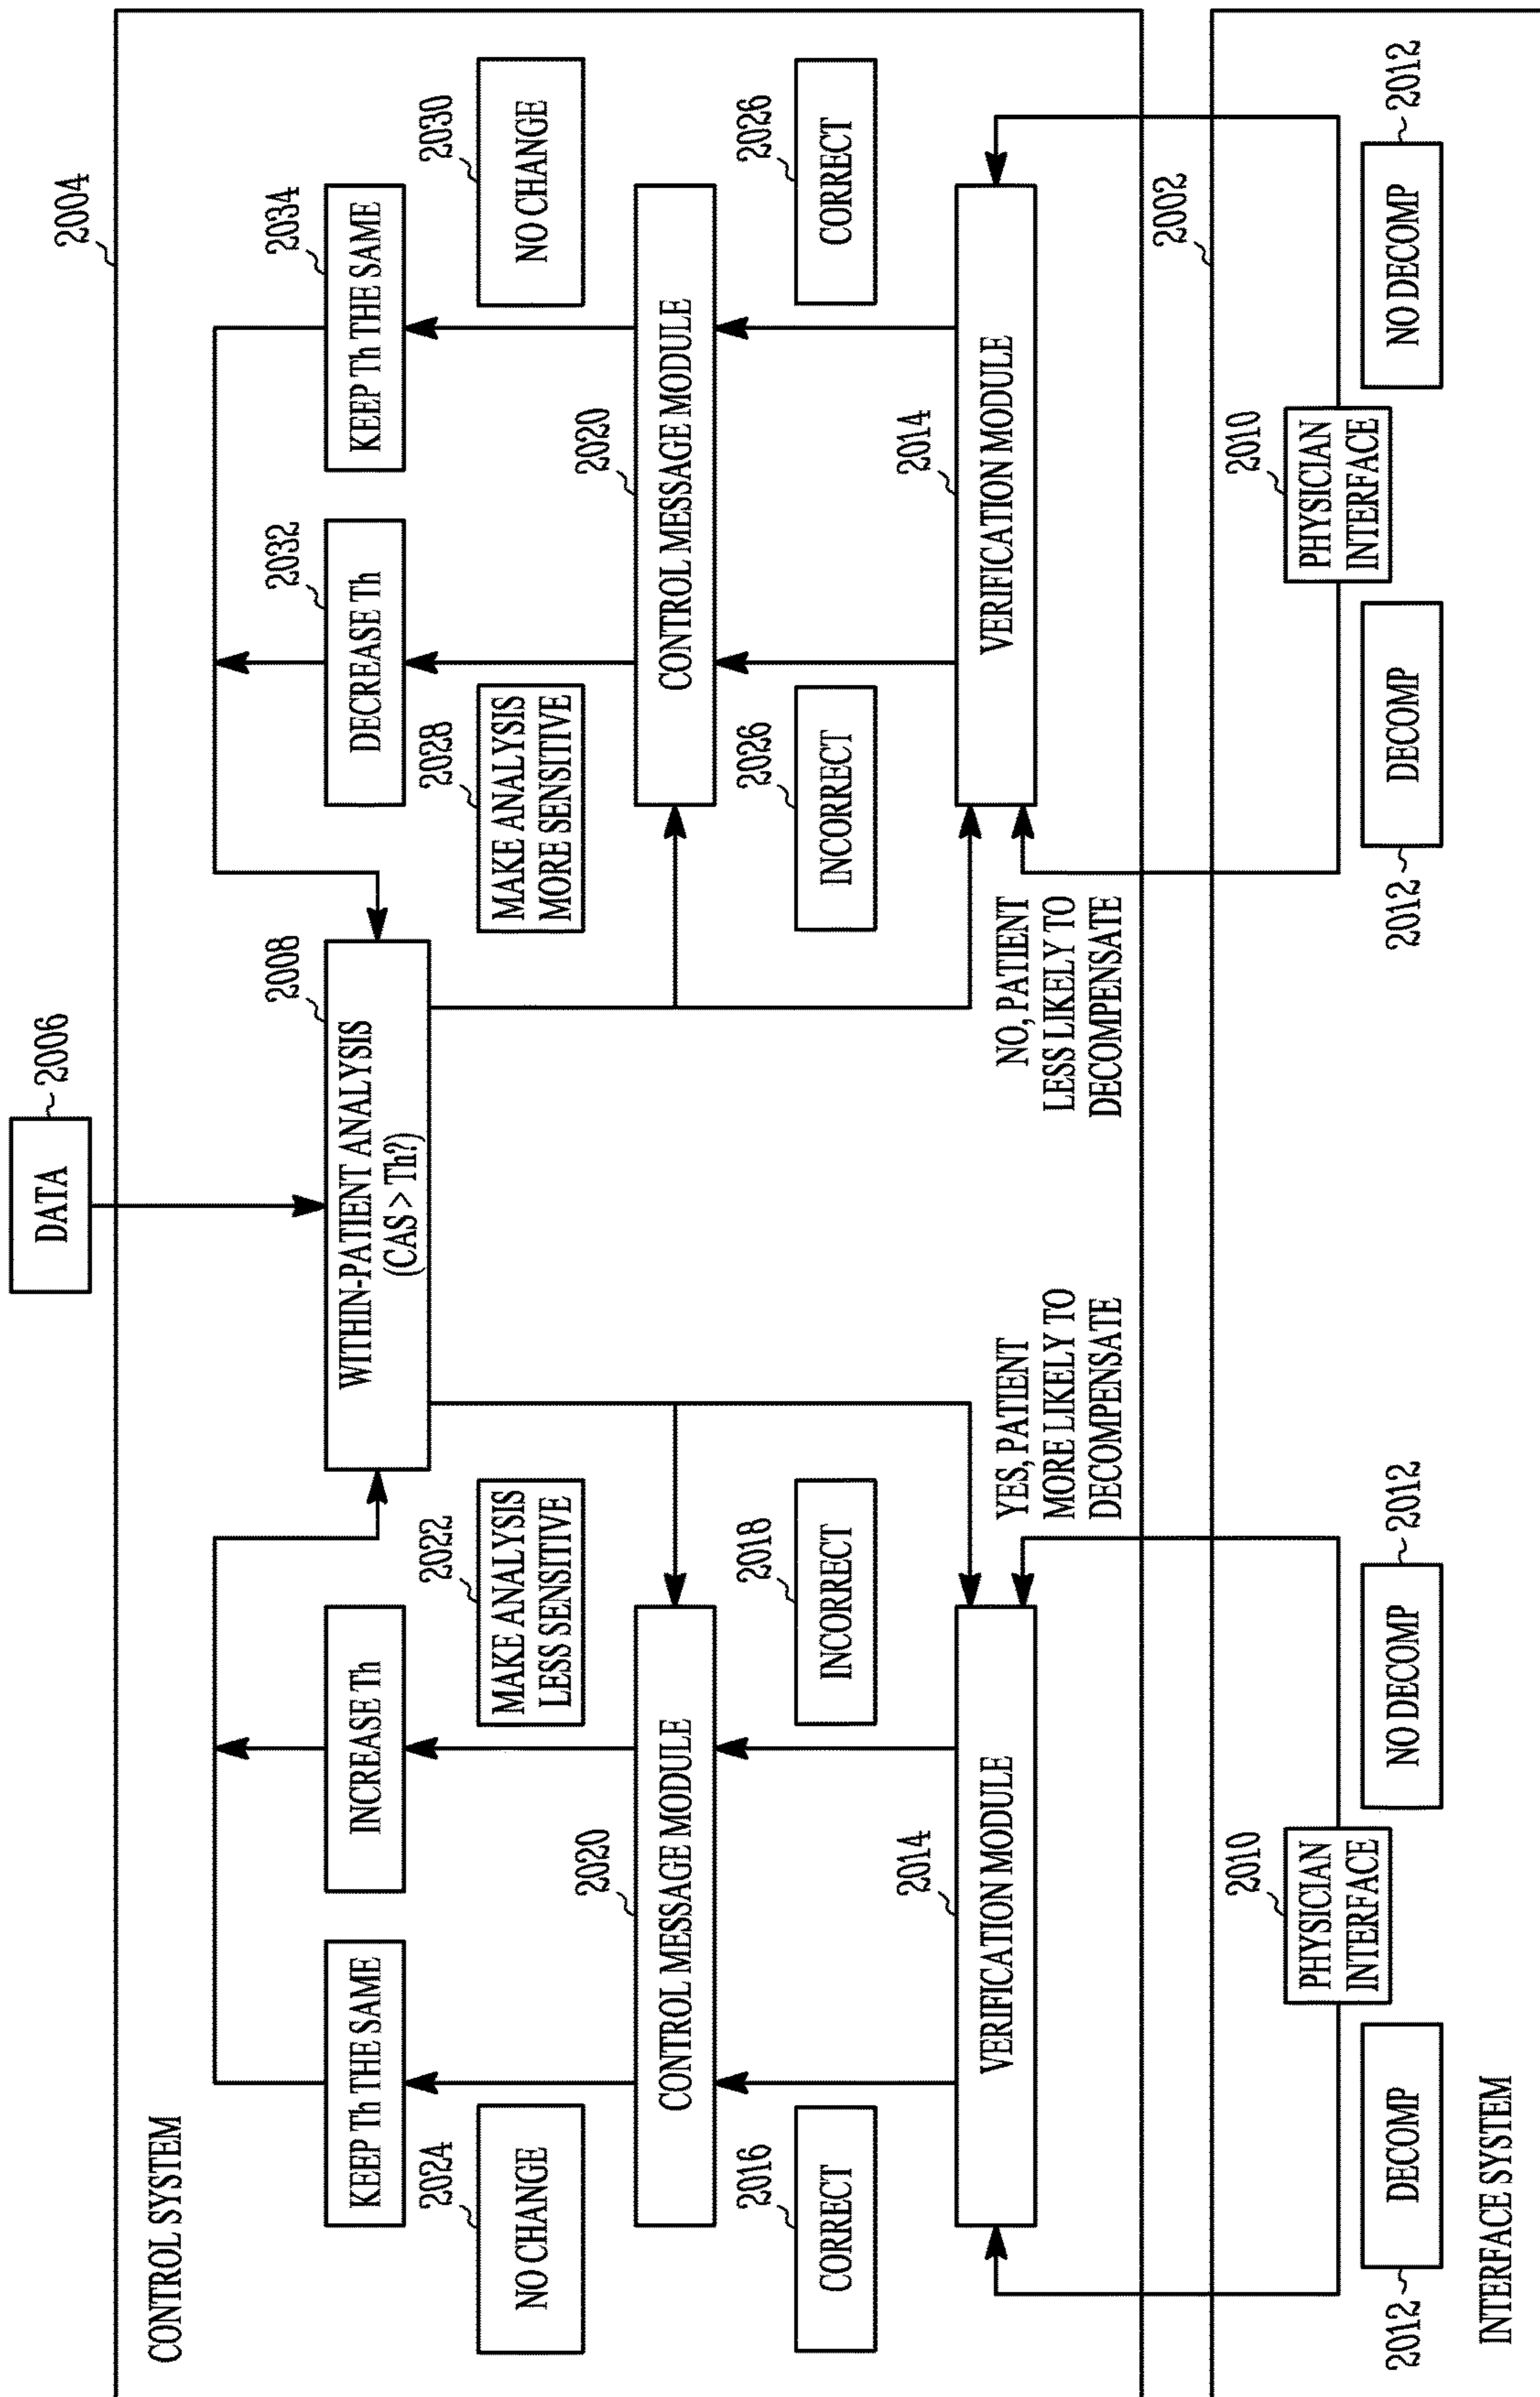 DATA
2006
2004
CONTROL SYSTEM
WITHIN-PATIENT ANALYSIS
(CAS > Th?)
2008
KEEP Th THE SAME
INCREASE Th
DECREASE Th
2032
KEEP Th THE SAME
2034
2024
NO CHANGE
2022
MAKE ANALYSIS
LESS SENSITIVE
2028
MAKE ANALYSIS
MORE SENSITIVE
2030
NO CHANGE
CONTROL MESSAGE MODULE
2020
CONTROL MESSAGE MODULE
2020
2016
CORRECT
2018
INCORRECT
2026
INCORRECT
2026
CORRECT
VERIFICATION MODULE
2014
VERIFICATION MODULE
2014
YES, PATIENT
MORE LIKELY TO
DECOMPENSATE
NO, PATIENT
LESS LIKELY TO
DECOMPENSATE
2002
2010
PHYSICIAN
INTERFACE
2010
PHYSICIAN
INTERFACE
2012
DECOMP
NO DECOMP
2012
2012
DECOMP
NO DECOMP
2012
INTERFACE SYSTEM